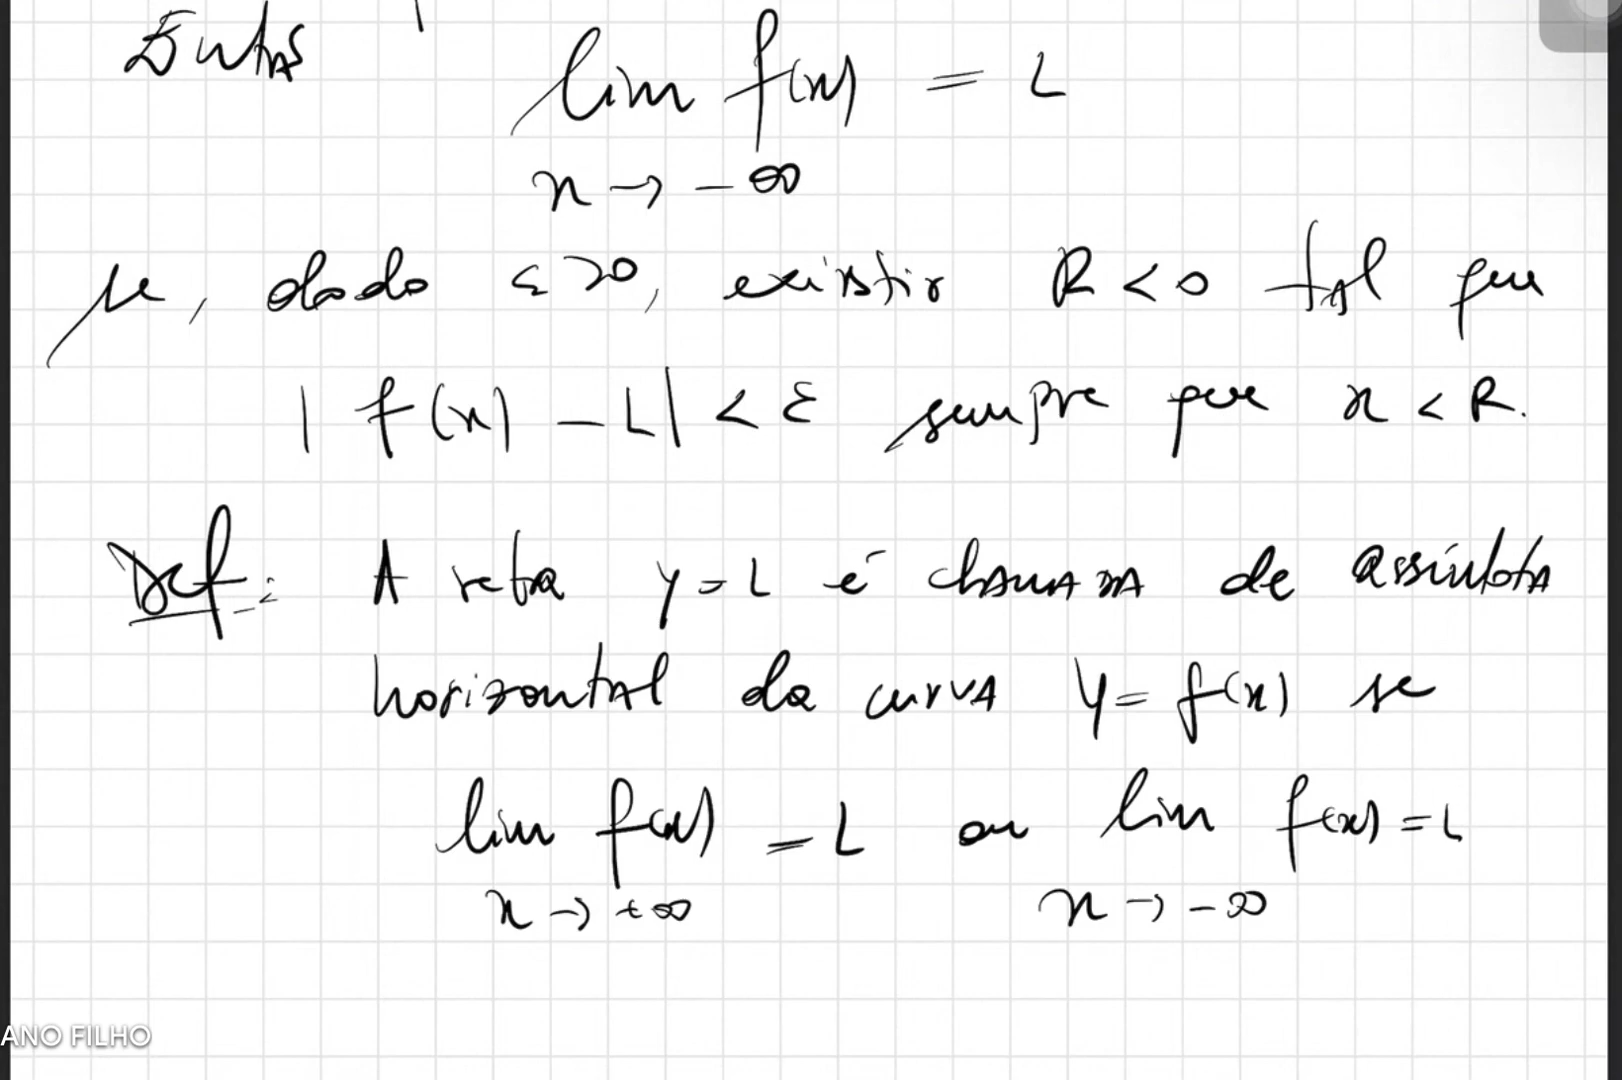 Então
lim f(x) = L
x → -∞
se, dado ε>0, existir R<0 tal que
|f(x) - L| < ε sempre que x < R.
Def.: A reta y=L é chamada de assíntota
horizontal da curva y=f(x) se
lim f(x) = L ou lim f(x) = L
x → +∞ x → -∞
ANO FILHO